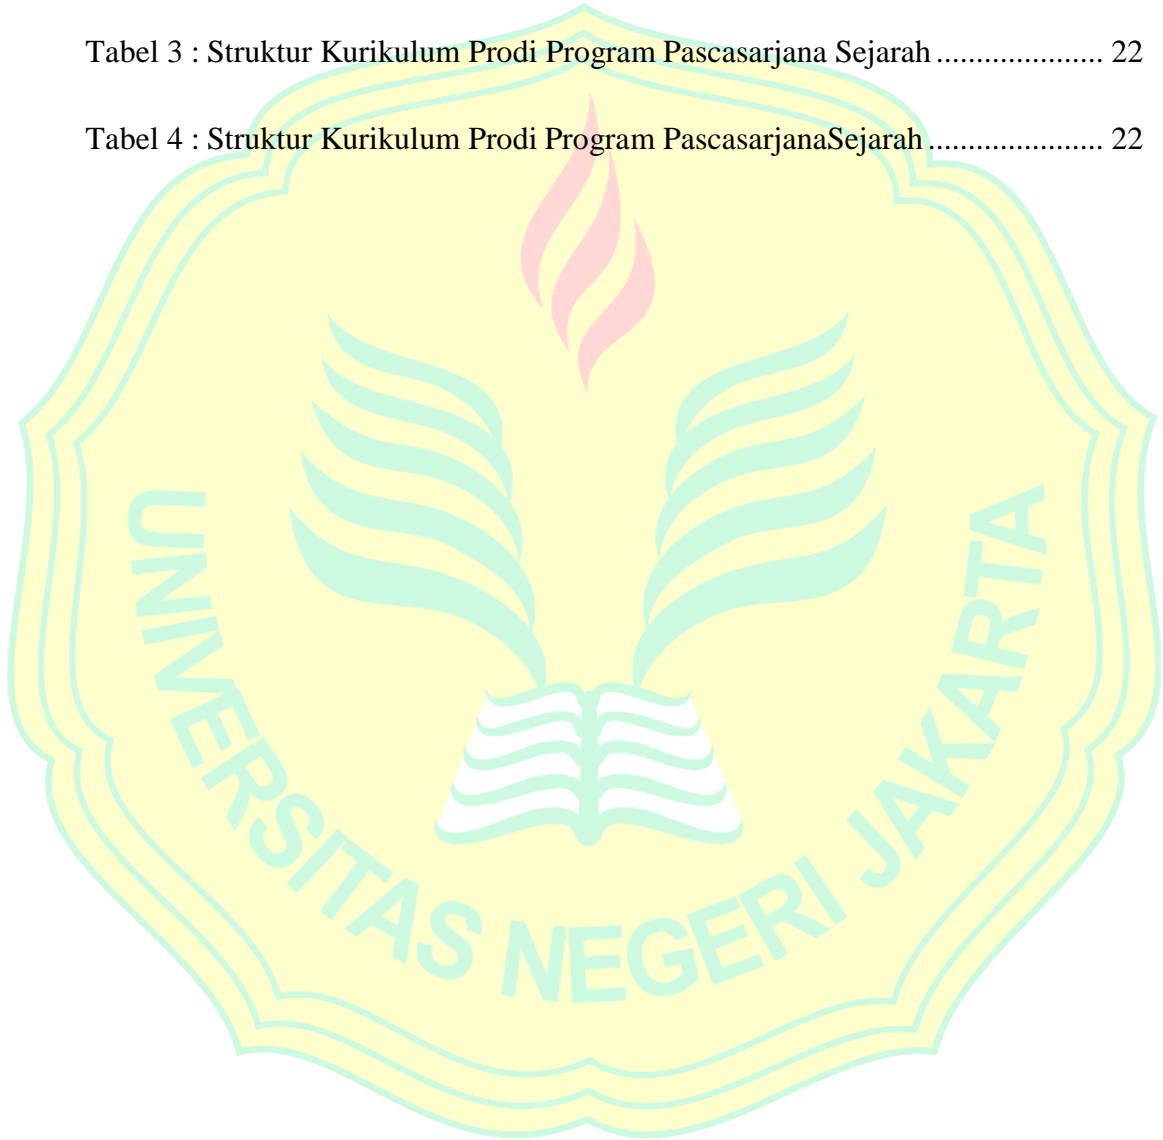 Tabel 3 : Struktur Kurikulum Prodi Program Pascasarjana Sejarah ..................... 22
Tabel 4 : Struktur Kurikulum Prodi Program PascasarjanaSejarah ...................... 22
UNIVERSITAS NEGERI JAKARTA